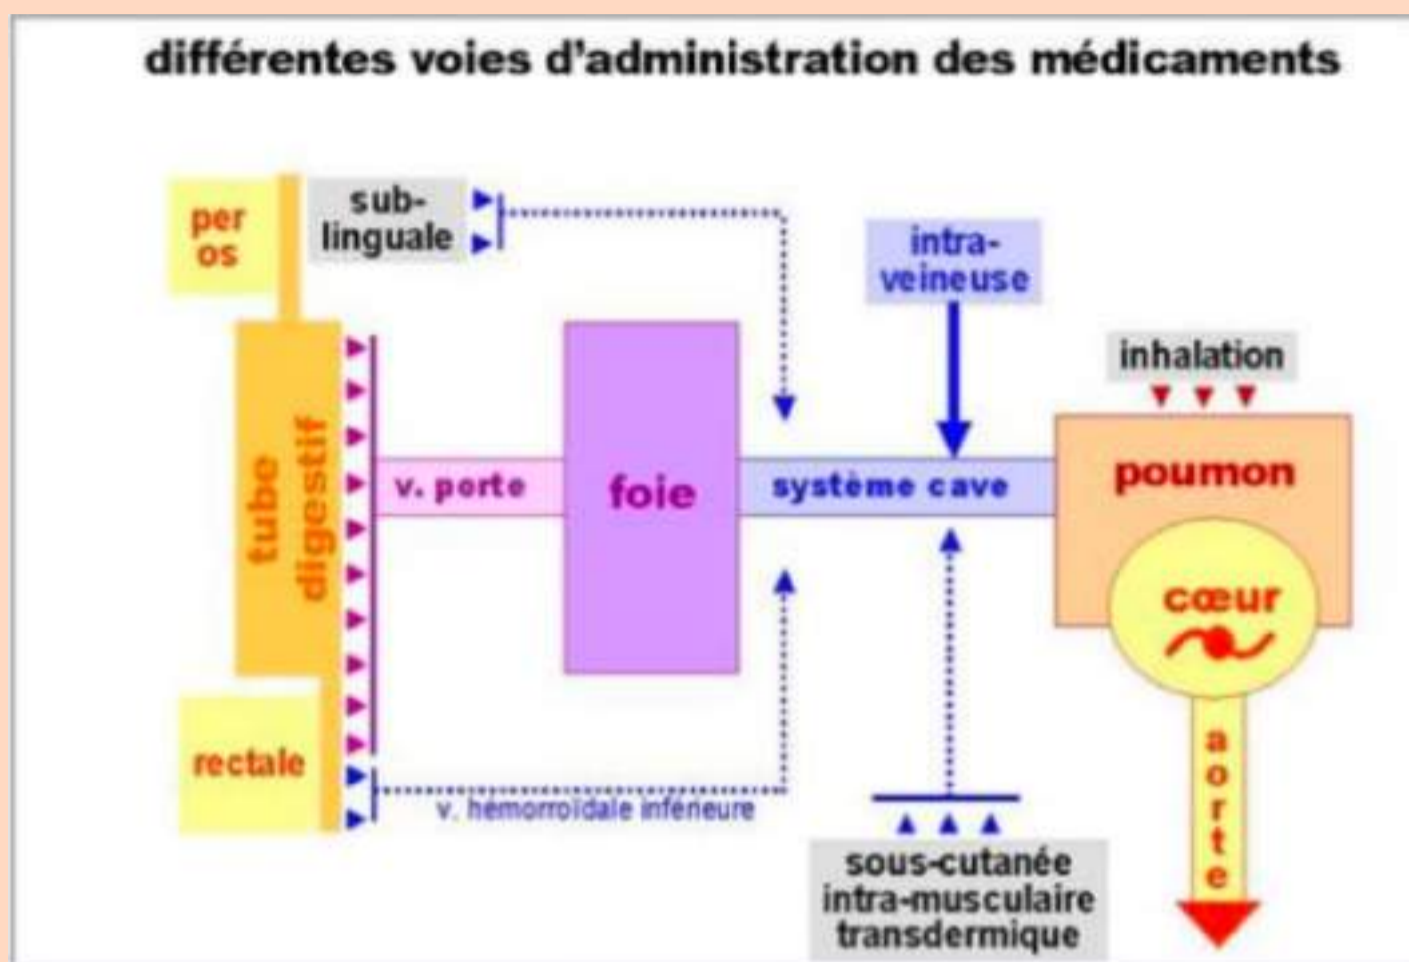 différentes voies d'administration des médicaments
per
os
sub-
linguale
intra-
veineuse
inhalation
tube
digestif
v. porte
foie
système cave
poumon
cœur
rectale
v. hémorroïdale inférieure
aorte
sous-cutanée
intra-musculaire
transdermique